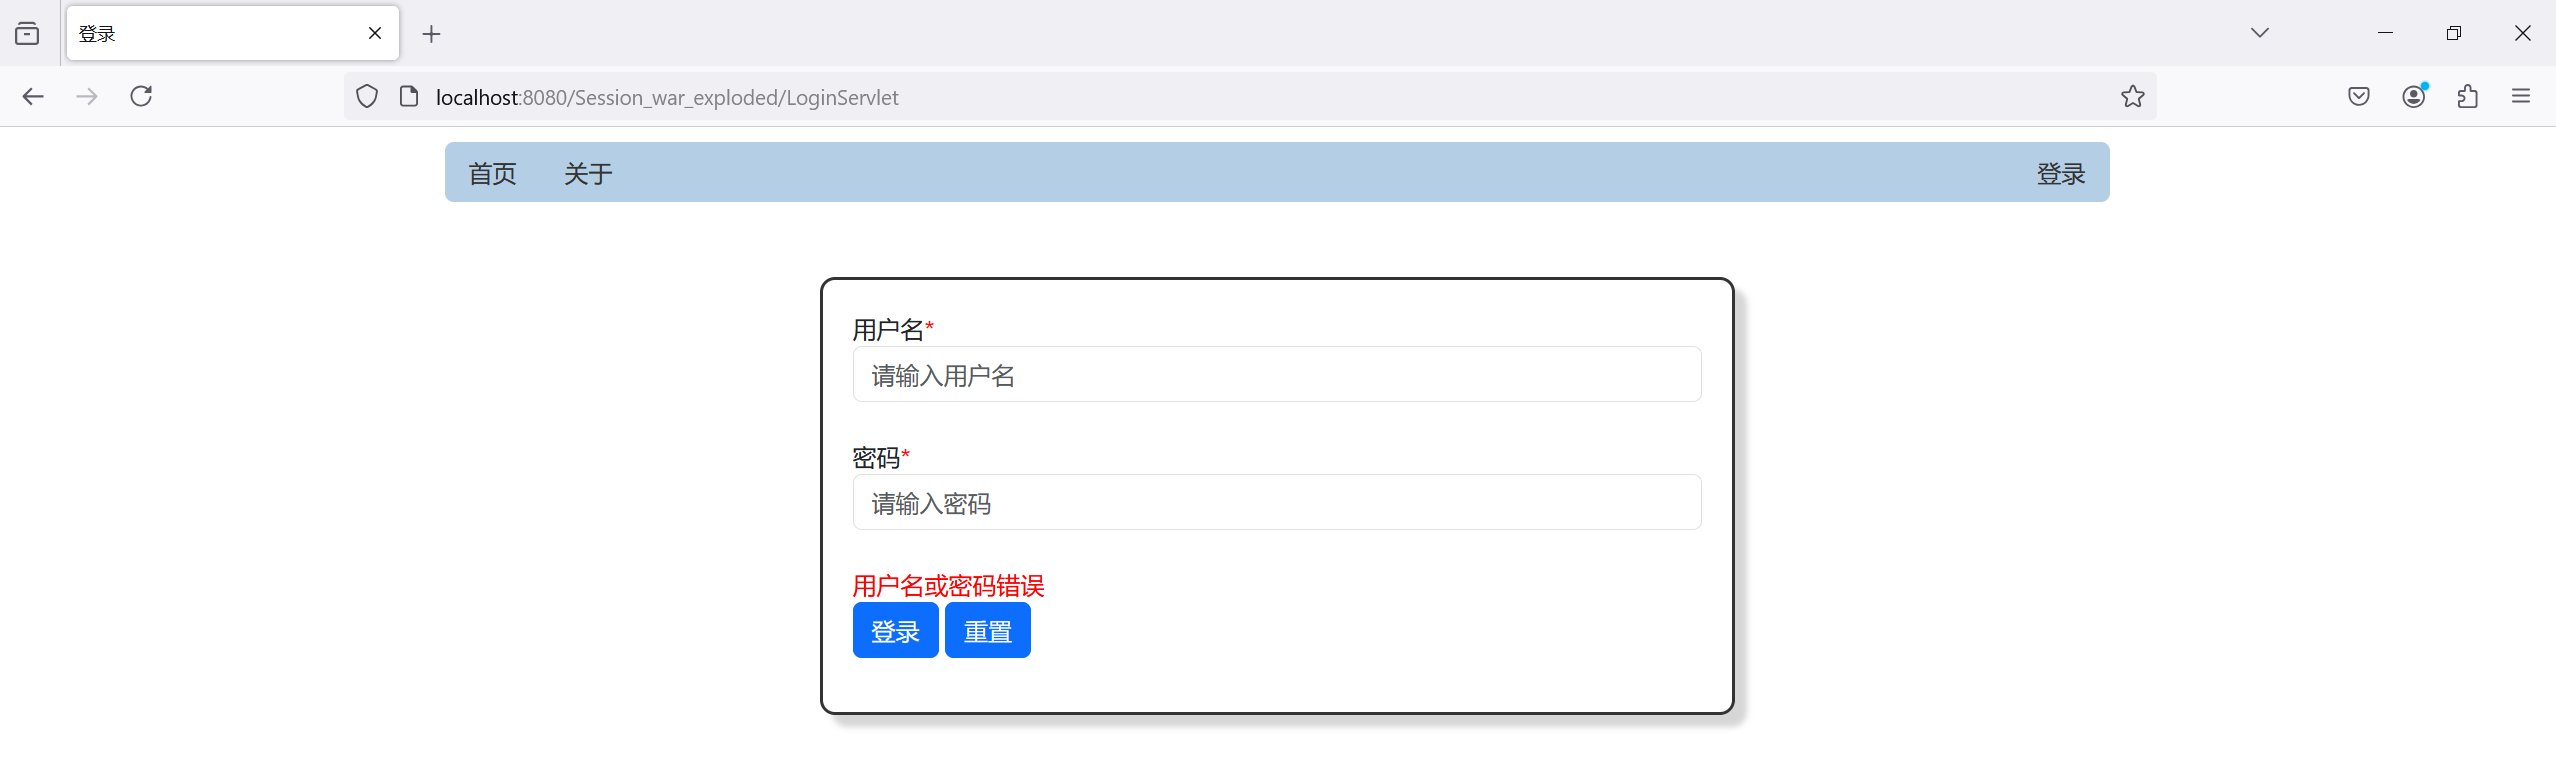 登录
localhost:8080/Session_war_exploded/LoginServlet
首页 关于 登录
用户名*
请输入用户名
密码*
请输入密码
用户名或密码错误
登录 重置